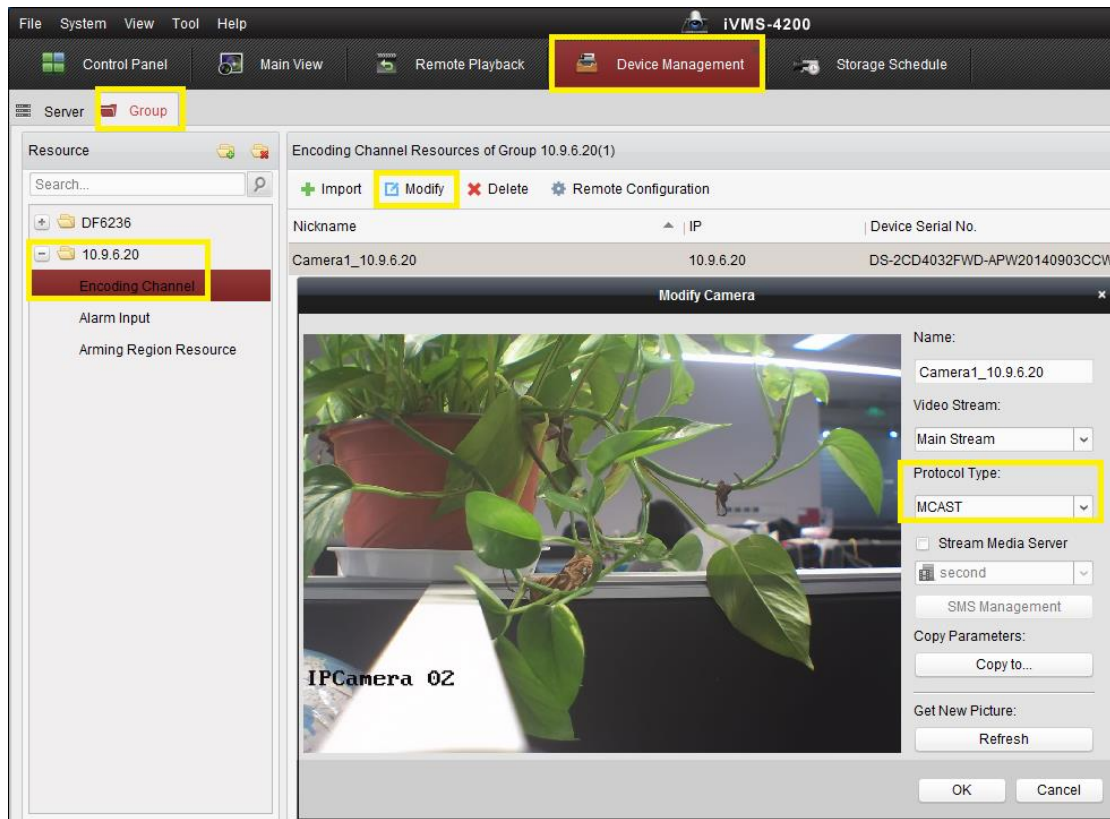 File System View Tool Help
iVMS-4200
Control Panel Main View Remote Playback Device Management Storage Schedule
Server Group
Resource
Search...
DF6236
10.9.6.20
Encoding Channel
Alarm Input
Arming Region Resource
Encoding Channel Resources of Group 10.9.6.20(1)
Import Modify Delete Remote Configuration
Nickname IP Device Serial No.
Camera1_10.9.6.20 10.9.6.20 DS-2CD4032FWD-APW20140903CCW
Modify Camera
IPCamera 02
Name:
Camera1_10.9.6.20
Video Stream:
Main Stream
Protocol Type:
MCAST
Stream Media Server
second
SMS Management
Copy Parameters:
Copy to...
Get New Picture:
Refresh
OK Cancel